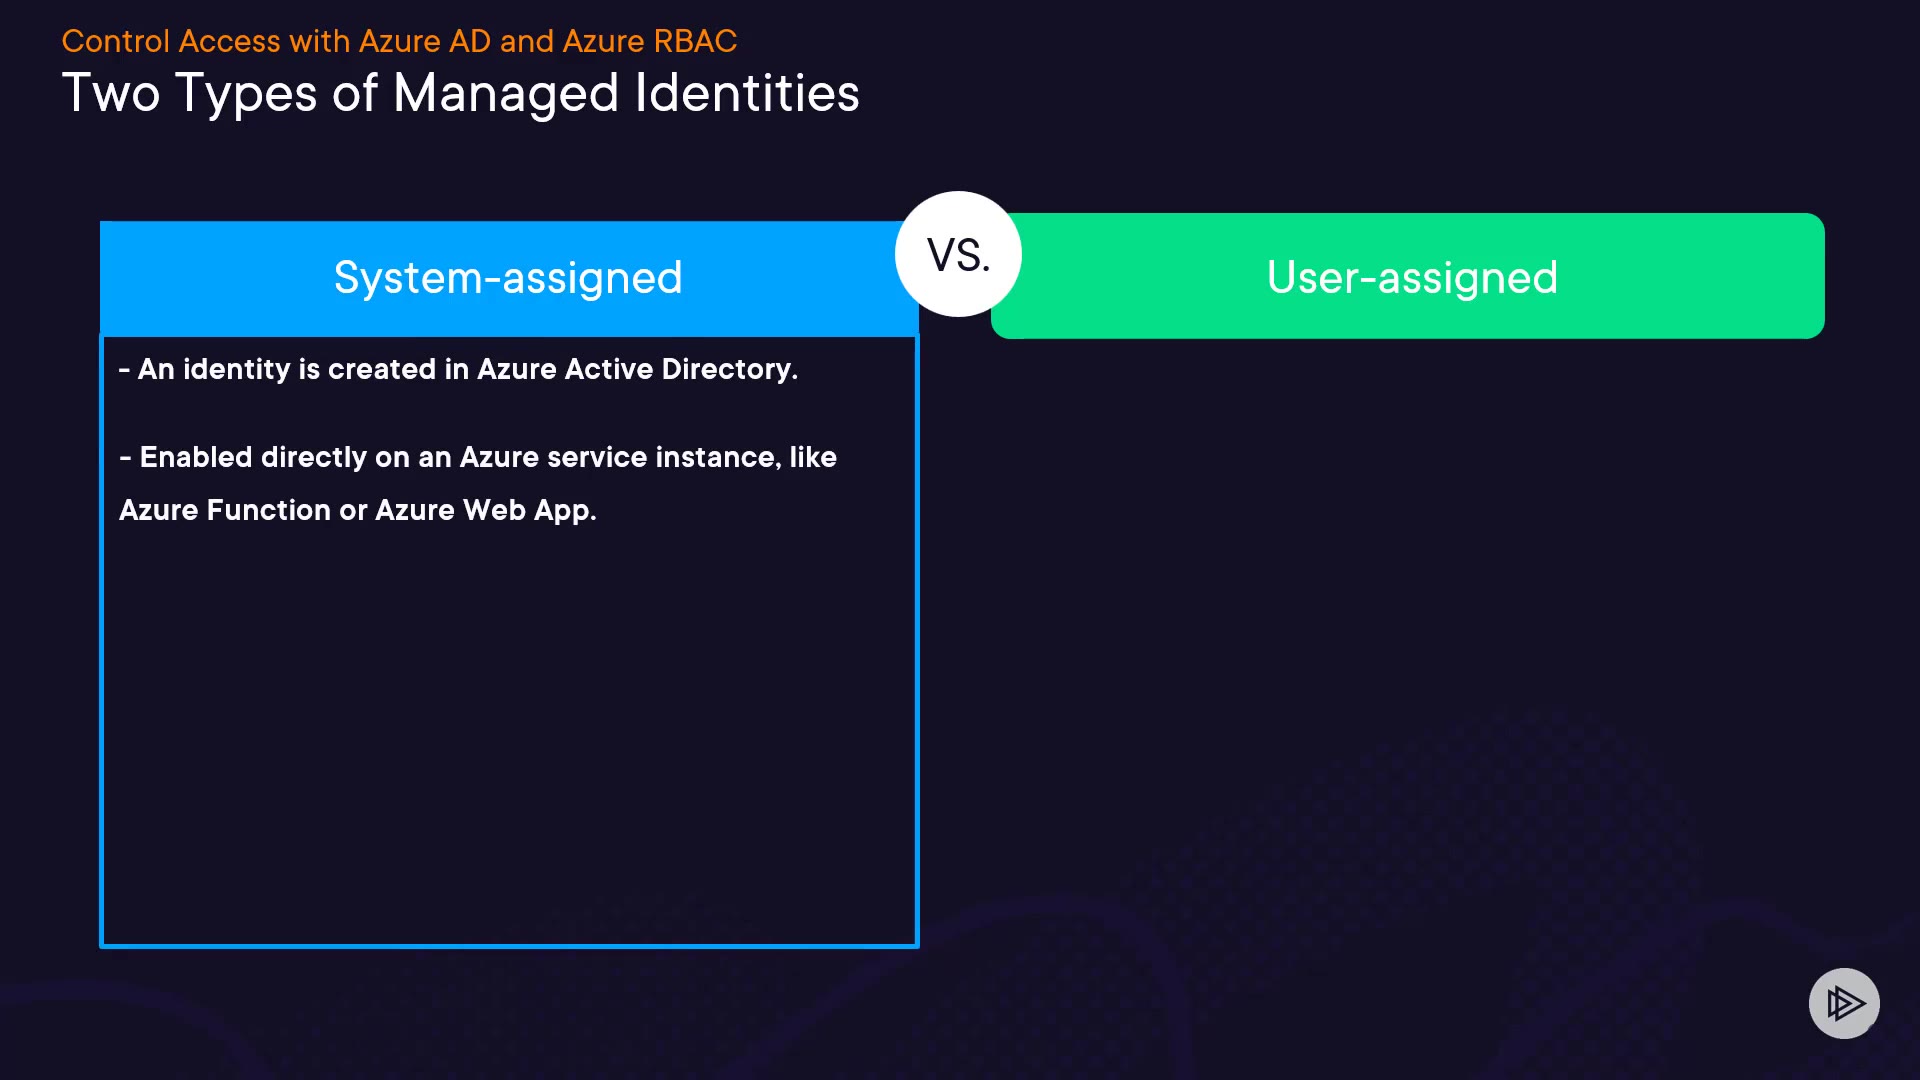 Control Access with Azure AD and Azure RBAC
Two Types of Managed Identities
System-assigned
VS.
User-assigned
- An identity is created in Azure Active Directory.
- Enabled directly on an Azure service instance, like
Azure Function or Azure Web App.